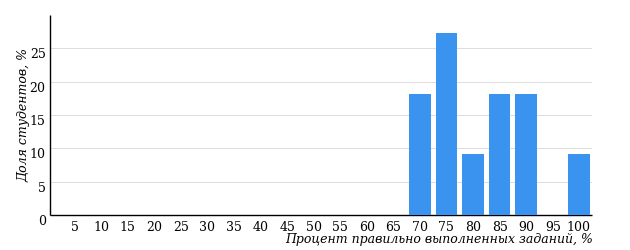 Доля студентов, %
25
20
15
10
5
0
5 10 15 20 25 30 35 40 45 50 55 60 65 70 75 80 85 90 95 100
Процент правильно выполненных заданий, %